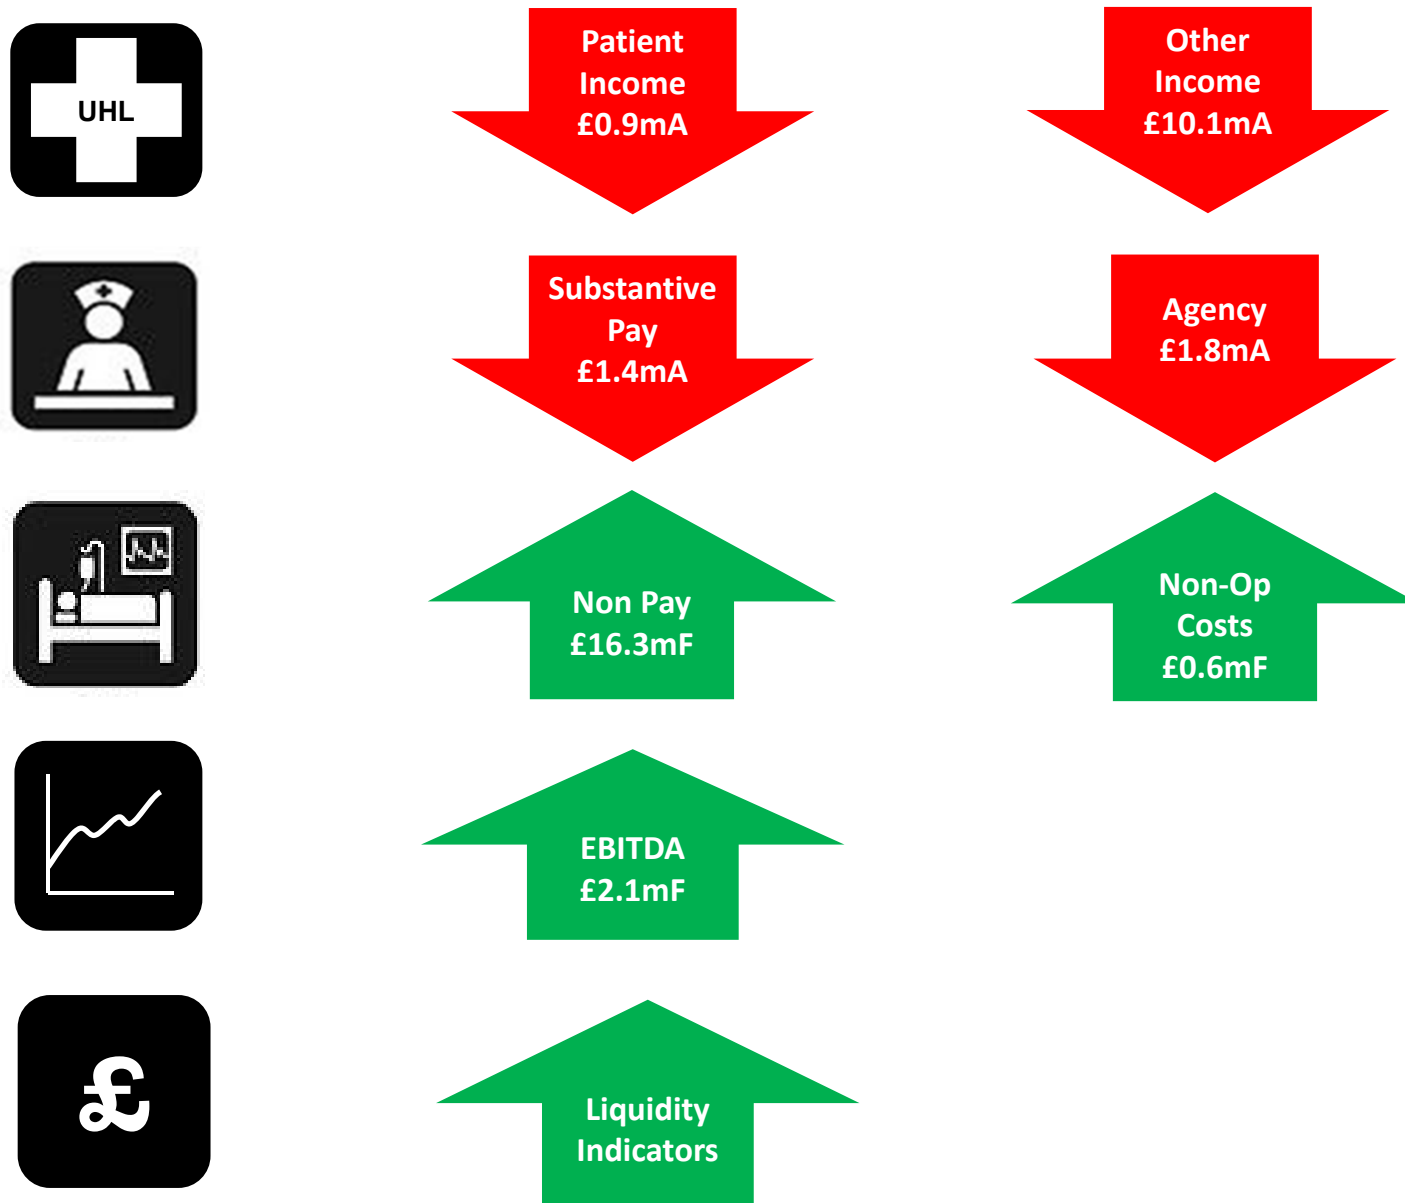 UHL
Patient
Income
£0.9mA
Other
Income
£10.1mA
Substantive
Pay
£1.4mA
Agency
£1.8mA
Non Pay
£16.3mF
Non-Op
Costs
£0.6mF
EBITDA
£2.1mF
£
Liquidity
Indicators